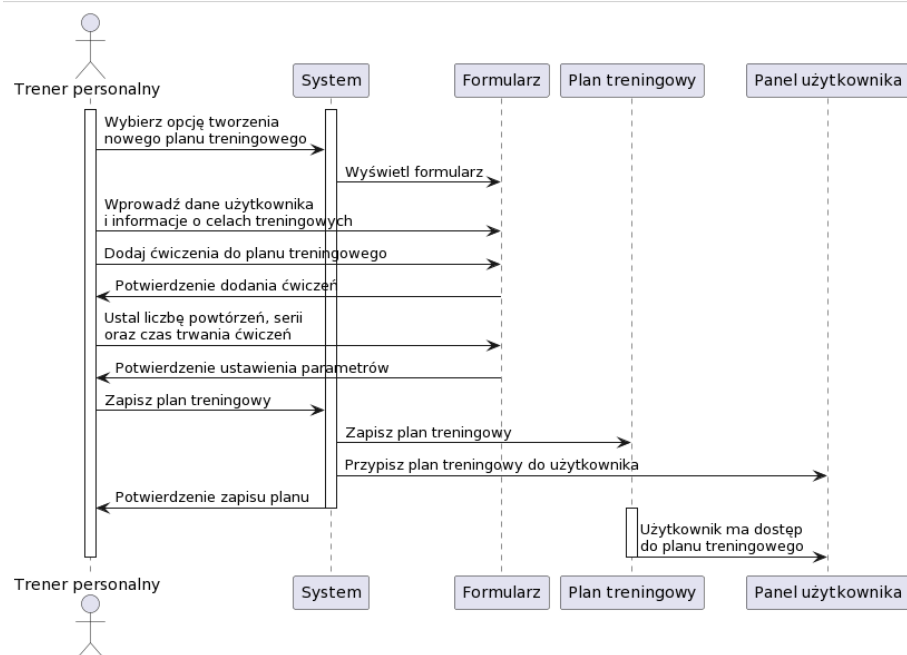 Trener personalny
System
Formularz
Plan treningowy
Panel użytkownika
Wybierz opcję tworzenia
nowego planu treningowego
Wyświetl formularz
Wprowadź dane użytkownika
i informacje o celach treningowych
Dodaj ćwiczenia do planu treningowego
Potwierdzenie dodania ćwiczeń
Ustal liczbę powtórzeń, serii
oraz czas trwania ćwiczeń
Potwierdzenie ustawienia parametrów
Zapisz plan treningowy
Zapisz plan treningowy
Przypisz plan treningowy do użytkownika
Potwierdzenie zapisu planu
Użytkownik ma dostęp
do planu treningowego
Trener personalny
System
Formularz
Plan treningowy
Panel użytkownika